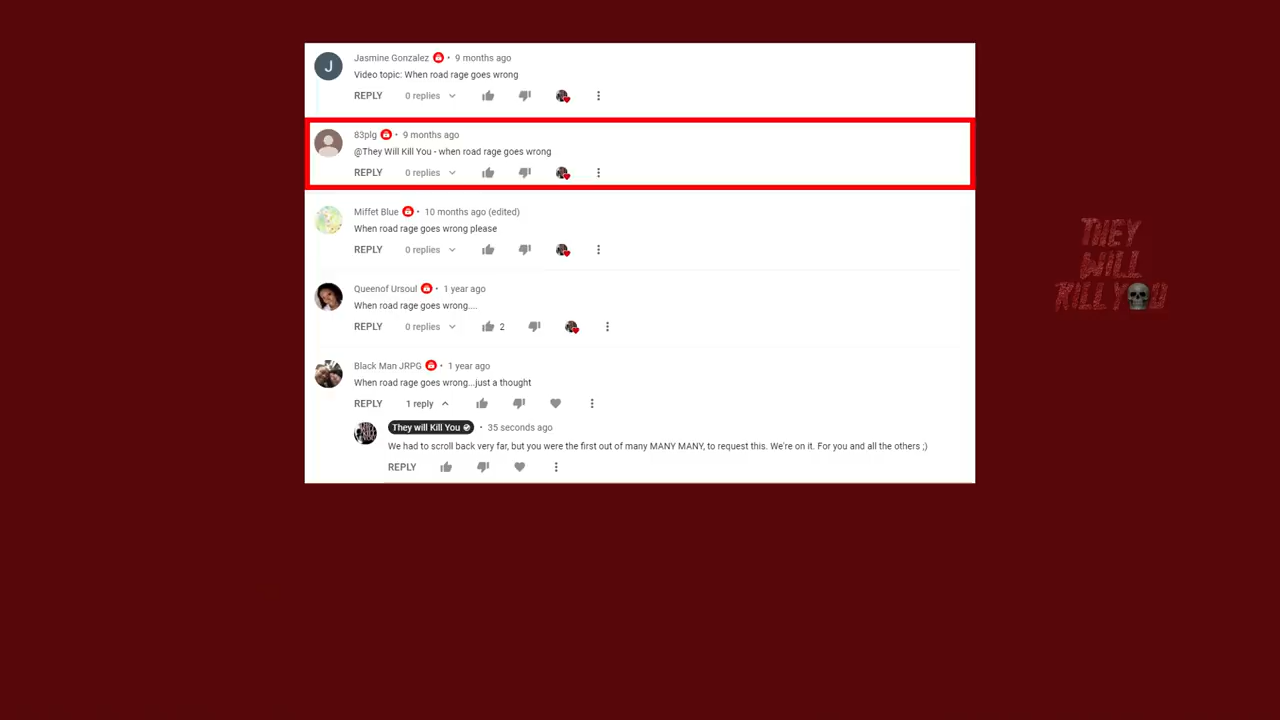 Jasmine Gonzalez • 9 months ago
Video topic: When road rage goes wrong
REPLY 0 replies
83plg • 9 months ago
@They Will Kill You - when road rage goes wrong
REPLY 0 replies
Miffet Blue • 10 months ago (edited)
When road rage goes wrong please
REPLY 0 replies
Queenof Ursoul • 1 year ago
When road rage goes wrong....
REPLY 0 replies 2
Black Man JRPG • 1 year ago
When road rage goes wrong...just a thought
REPLY 1 reply
They will Kill You • 35 seconds ago
We had to scroll back very far, but you were the first out of many MANY MANY, to request this. We're on it. For you and all the others ;)
REPLY
THEY
WILL
KILL YOU
J